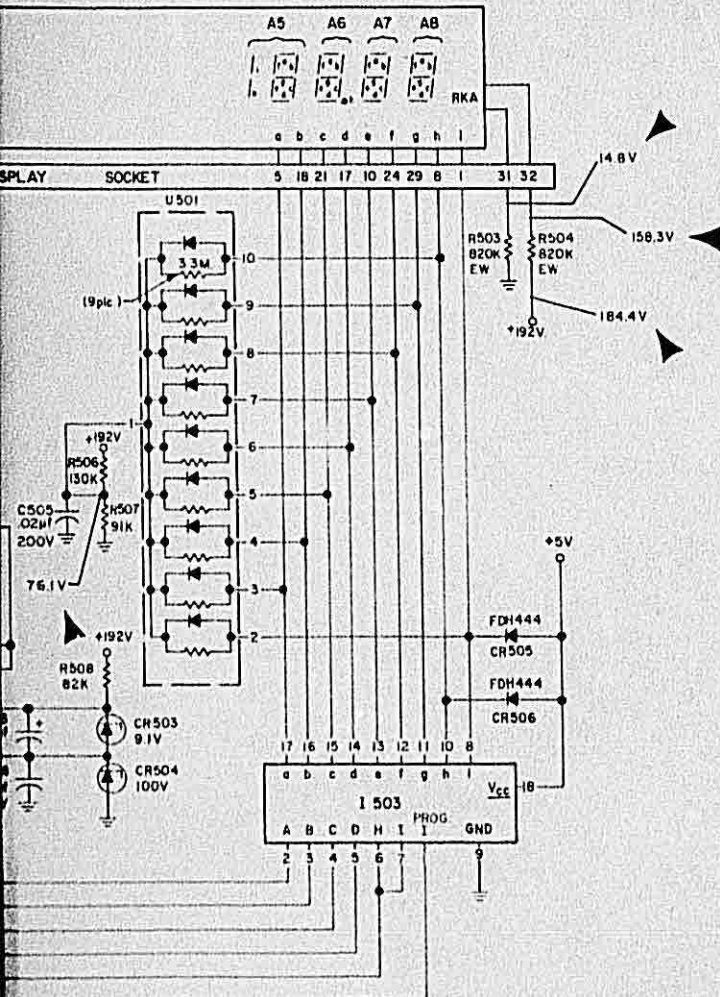 A5 A6 A7 A8
RKA
a b c d e f g h i
SPLAY SOCKET 5 18 21 17 10 24 29 8 1 31 32
14.8V
U501
158.3V
R503 820K EW
R504 820K EW
3.3M
(9plc)
10
9
184.4V
+192V
8
7
1
+192V
R506 130K
6
5
C505 .02µf 200V
R507 91K
4
+5V
76.1V
3
FDH444
CR505
+192V
2
R508 82K
FDH444
CR506
CR503 9.1V
17 16 15 14 13 12 11 10 8
CR504 100V
a b c d e f g h i
Vcc 18
I 503
PROG.
A B C D H I I GND
2 3 4 5 6 7 9